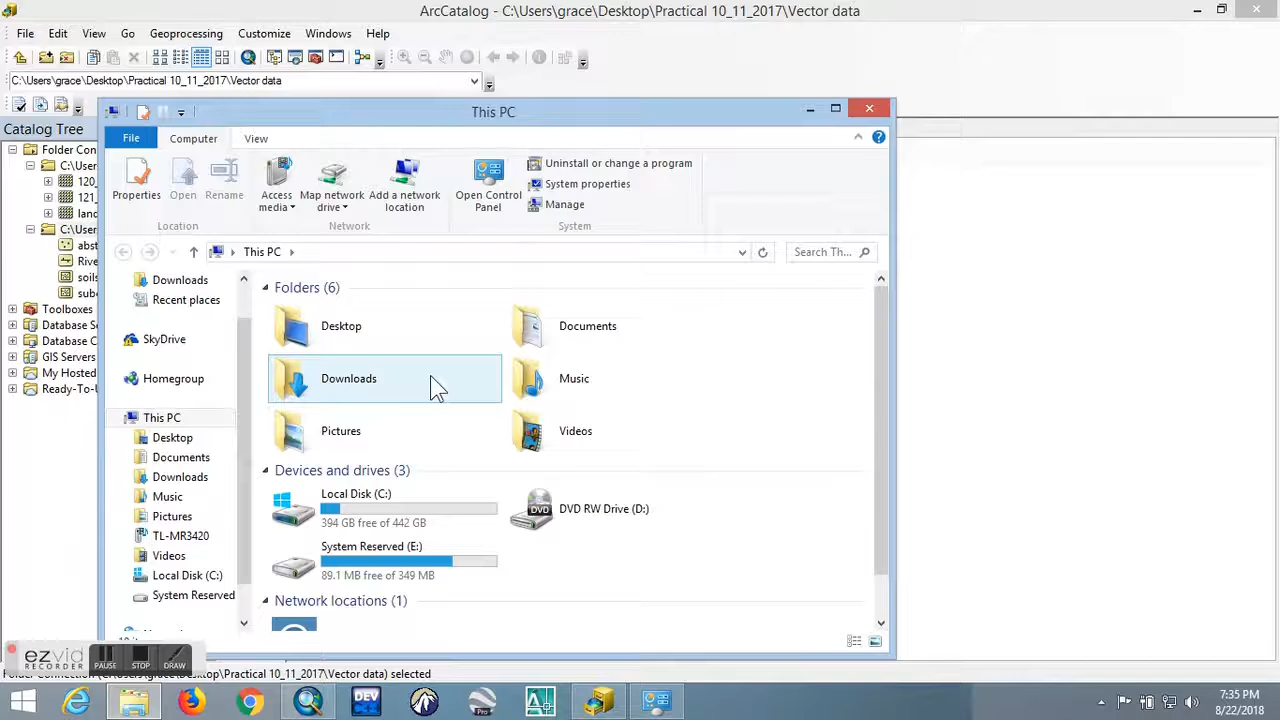 ArcCatalog - C:\Users\grace\Desktop\Practical 10_11_2017\Vector data
File Edit View Go Geoprocessing Customize Windows Help
C:\Users\grace\Desktop\Practical 10_11_2017\Vector data
Catalog Tree
Folder Con
C:\User
120_
121_
land
C:\User
abst
Rive
soils
subc
Toolboxes
Database Se
Database C
GIS Servers
My Hosted
Ready-To-U
This PC
File Computer View
Properties Open Rename
Location
Access media
Map network drive
Add a network location
Network
Open Control Panel
Uninstall or change a program
System properties
Manage
System
This PC
Search Th...
Downloads
Recent places
SkyDrive
Homegroup
This PC
Desktop
Documents
Downloads
Music
Pictures
TL-MR3420
Videos
Local Disk (C:)
System Reserved
Folders (6)
Desktop
Documents
Downloads
Music
Pictures
Videos
Devices and drives (3)
Local Disk (C:)
394 GB free of 442 GB
DVD
DVD RW Drive (D:)
System Reserved (E:)
89.1 MB free of 349 MB
Network locations (1)
ezvid
RECORDER
PAUSE STOP DRAW
Folder Connection (C:\Users\grace\Desktop\Practical 10_11_2017\Vector data) selected
DEV
Pro
7:35 PM
8/22/2018